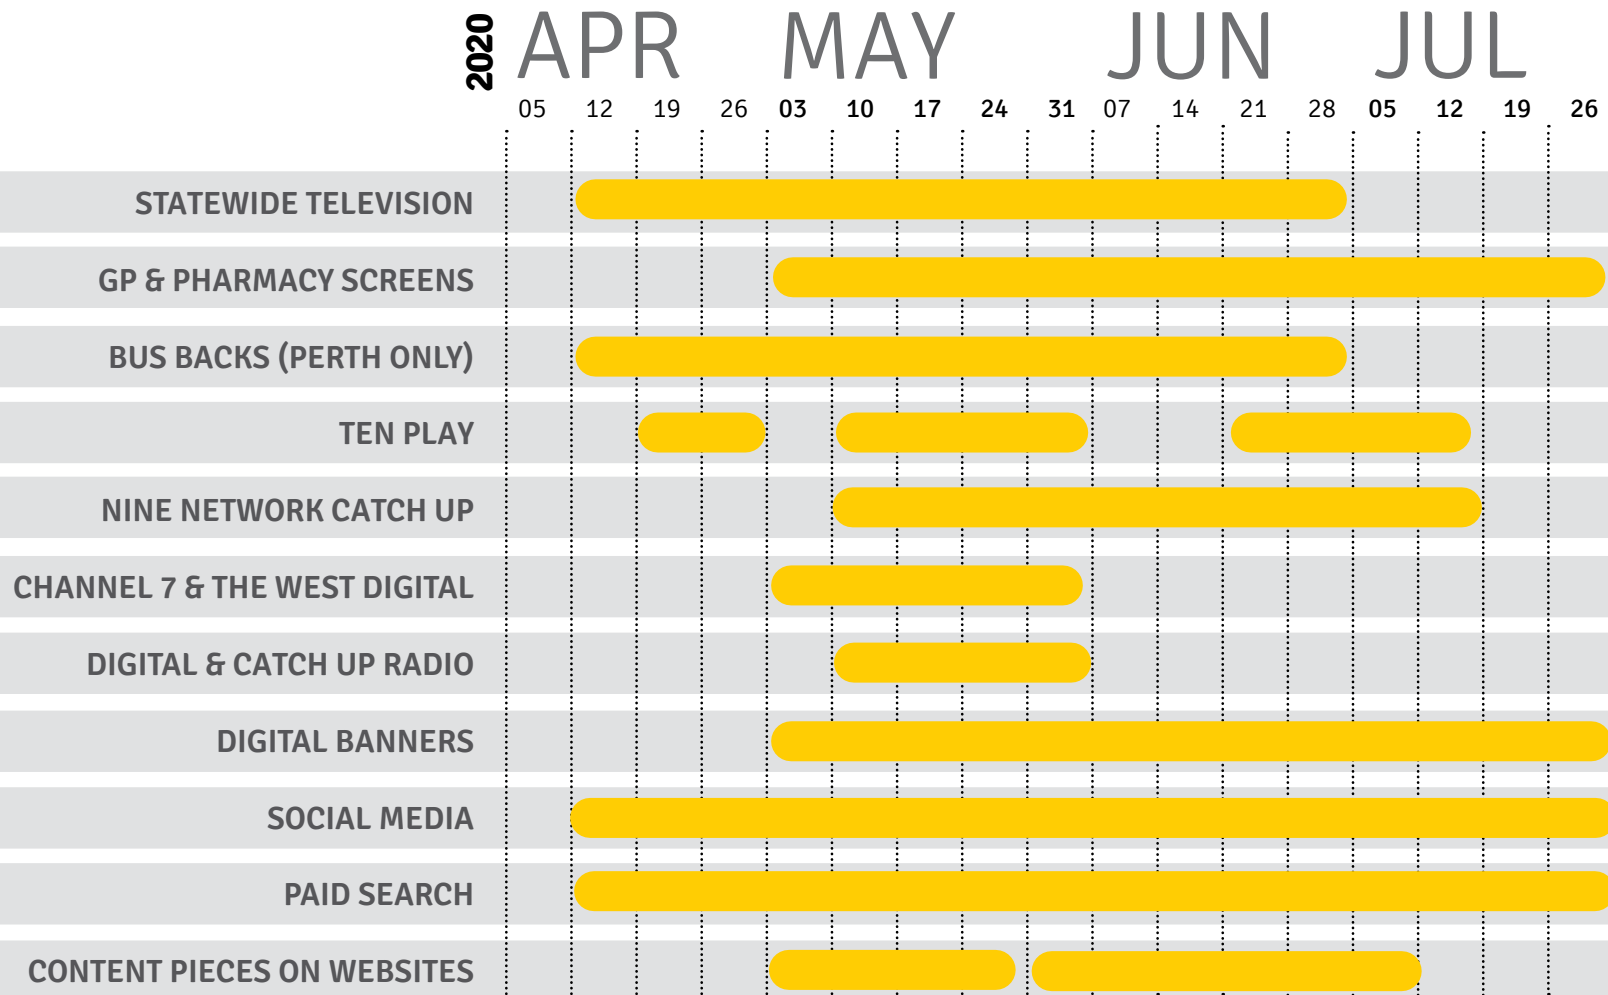 2020 APR MAY JUN JUL
05 12 19 26 03 10 17 24 31 07 14 21 28 05 12 19 26
STATEWIDE TELEVISION
GP & PHARMACY SCREENS
BUS BACKS (PERTH ONLY)
TEN PLAY
NINE NETWORK CATCH UP
CHANNEL 7 & THE WEST DIGITAL
DIGITAL & CATCH UP RADIO
DIGITAL BANNERS
SOCIAL MEDIA
PAID SEARCH
CONTENT PIECES ON WEBSITES